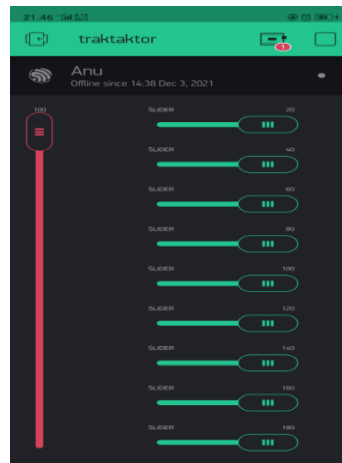 21.46
traktaktor
1
Anu
Offline since 14:38 Dec 3, 2021
100
SLIDER 20
SLIDER 40
SLIDER 60
SLIDER 80
SLIDER 100
SLIDER 120
SLIDER 140
SLIDER 160
SLIDER 180